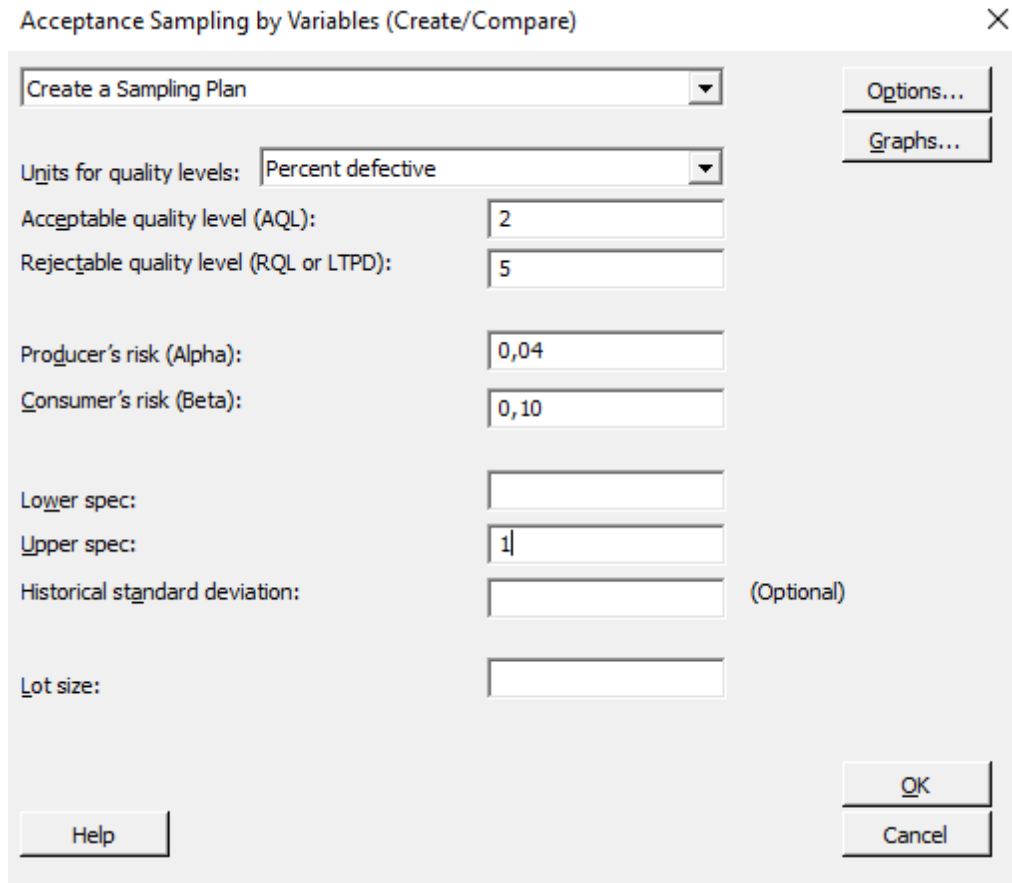 Acceptance Sampling by Variables (Create/Compare)
Create a Sampling Plan
Options...
Graphs...
Units for quality levels: Percent defective
Acceptable quality level (AQL): 2
Rejectable quality level (RQL or LTPD): 5
Producer's risk (Alpha): 0,04
Consumer's risk (Beta): 0,10
Lower spec:
Upper spec: 1
Historical standard deviation: (Optional)
Lot size:
OK
Help
Cancel